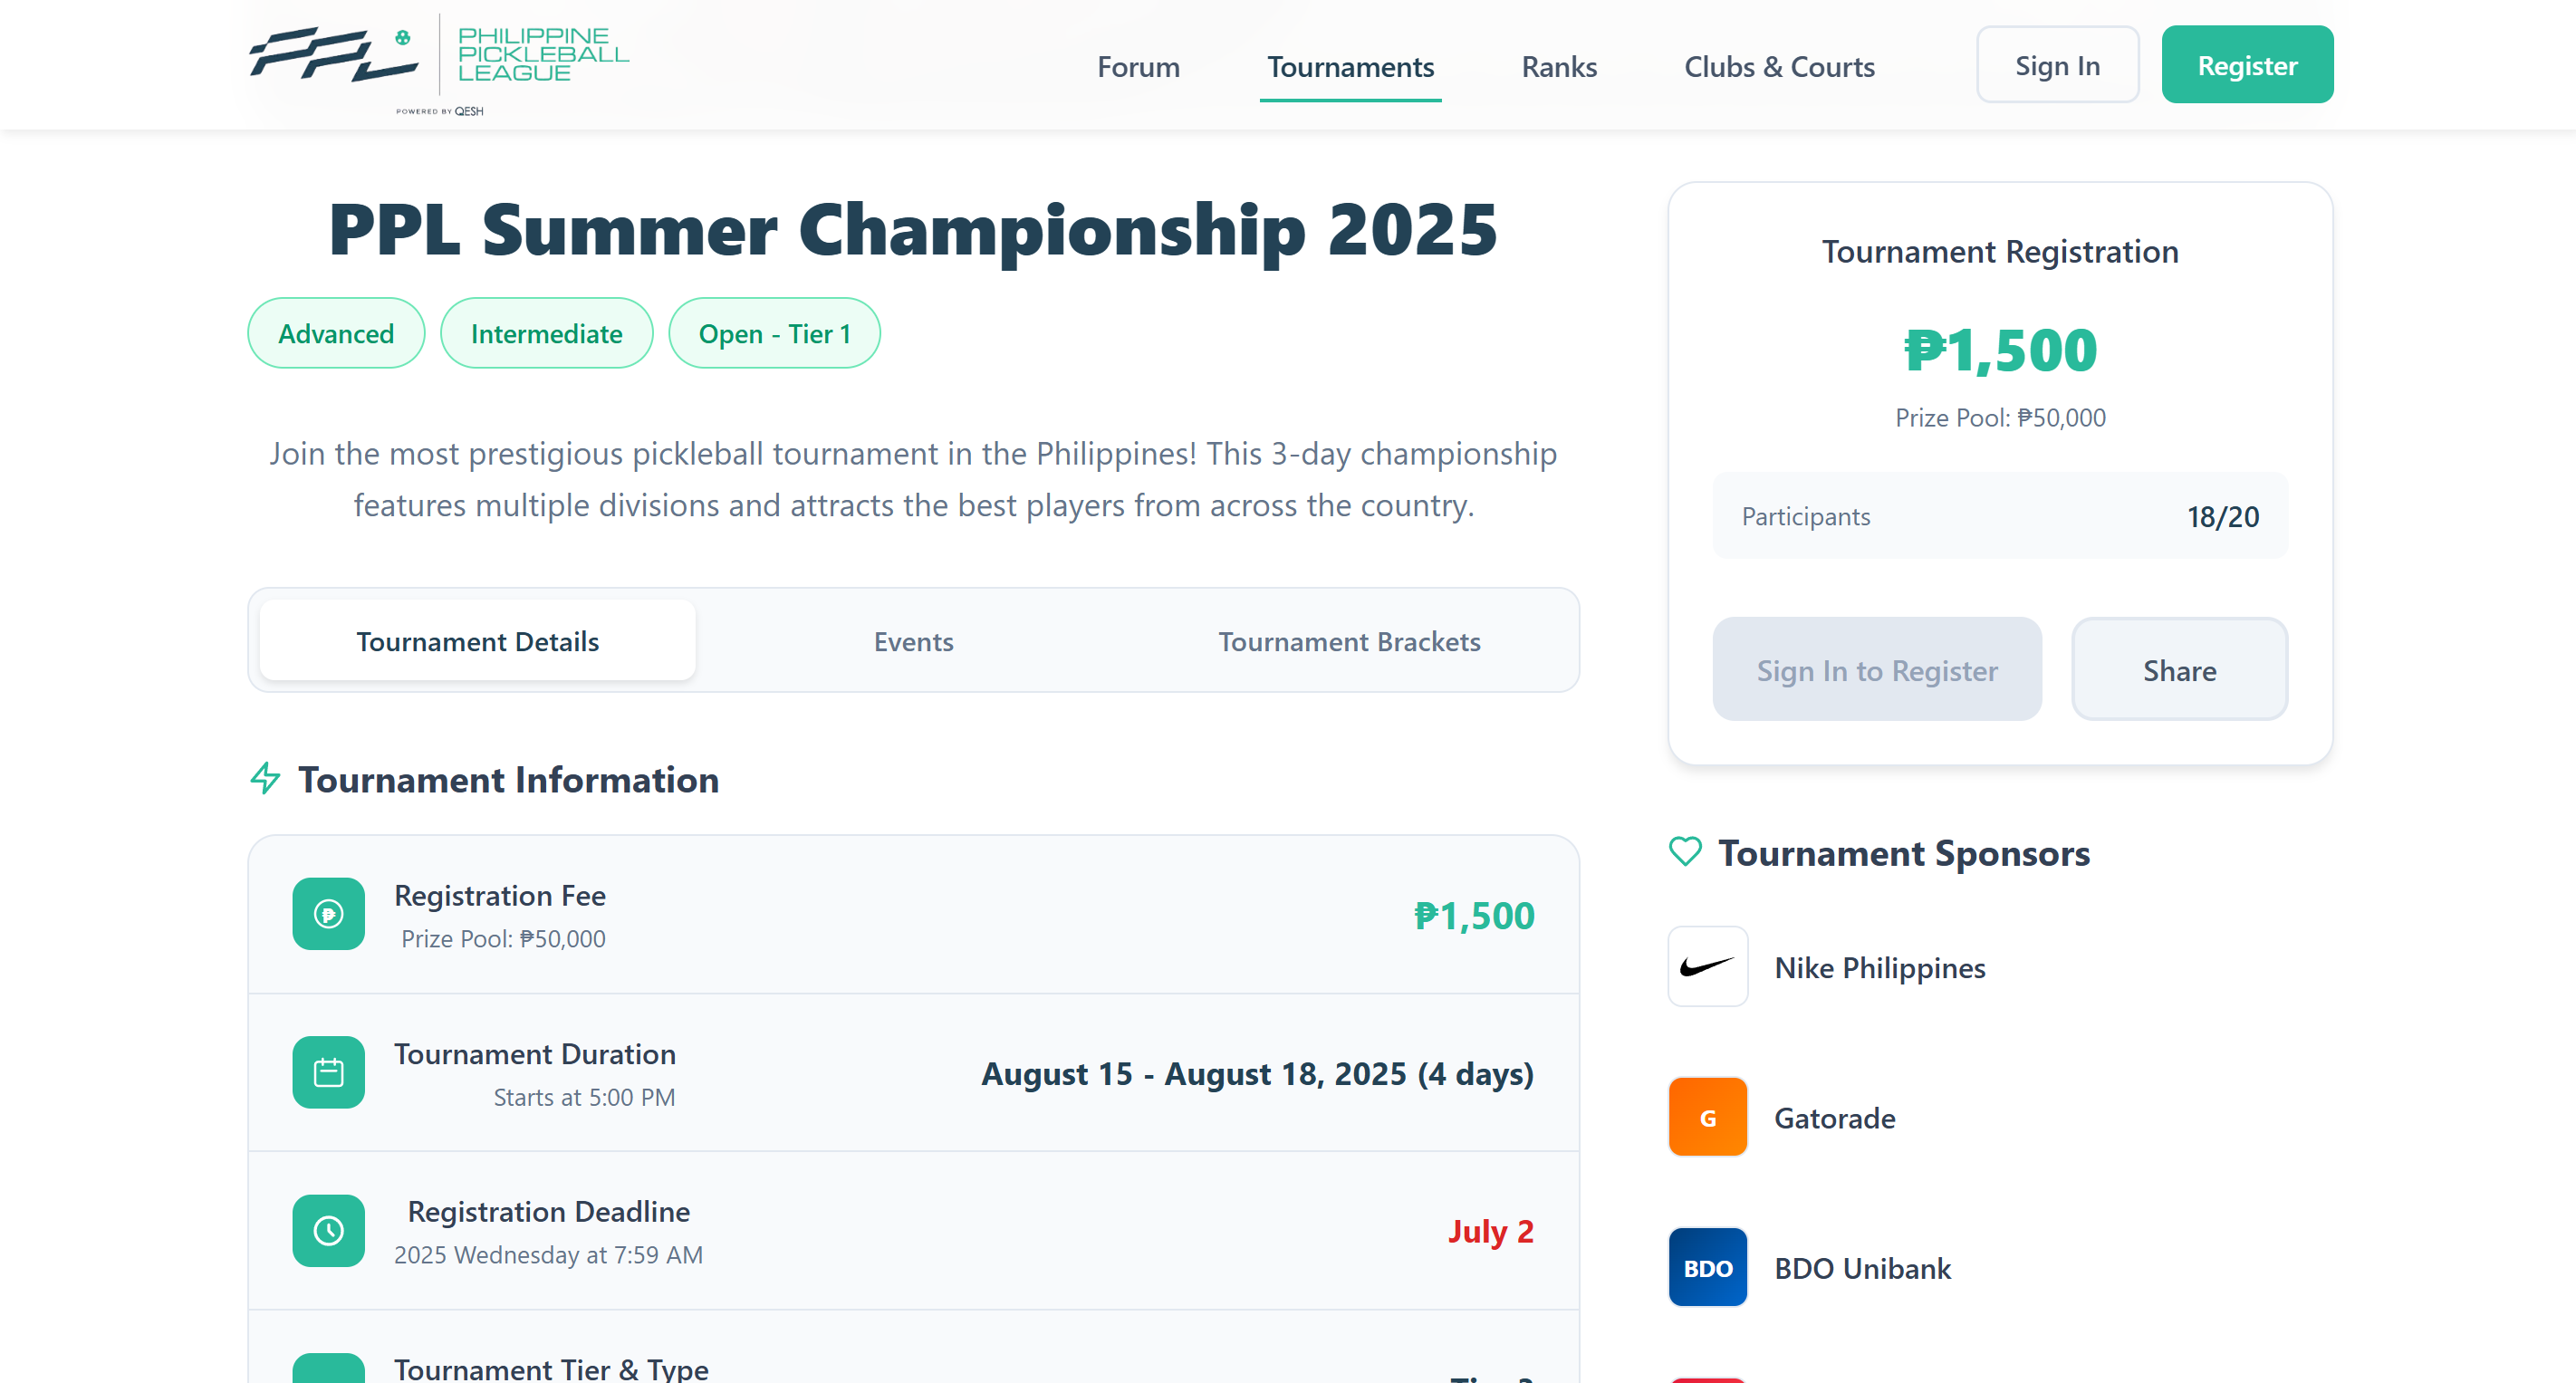 PPL
PHILIPPINE
PICKLEBALL
LEAGUE
POWERED BY QESH
Forum
Tournaments
Ranks
Clubs & Courts
Sign In
Register
PPL Summer Championship 2025
Advanced
Intermediate
Open - Tier 1
Join the most prestigious pickleball tournament in the Philippines! This 3-day championship
features multiple divisions and attracts the best players from across the country.
Tournament Details
Events
Tournament Brackets
Tournament Information
₱
Registration Fee
Prize Pool: ₱50,000
₱1,500
Tournament Duration
Starts at 5:00 PM
August 15 - August 18, 2025 (4 days)
Registration Deadline
2025 Wednesday at 7:59 AM
July 2
Tournament Tier & Type
Tournament Registration
₱1,500
Prize Pool: ₱50,000
Participants
18/20
Sign In to Register
Share
Tournament Sponsors
Nike Philippines
G
Gatorade
BDO
BDO Unibank